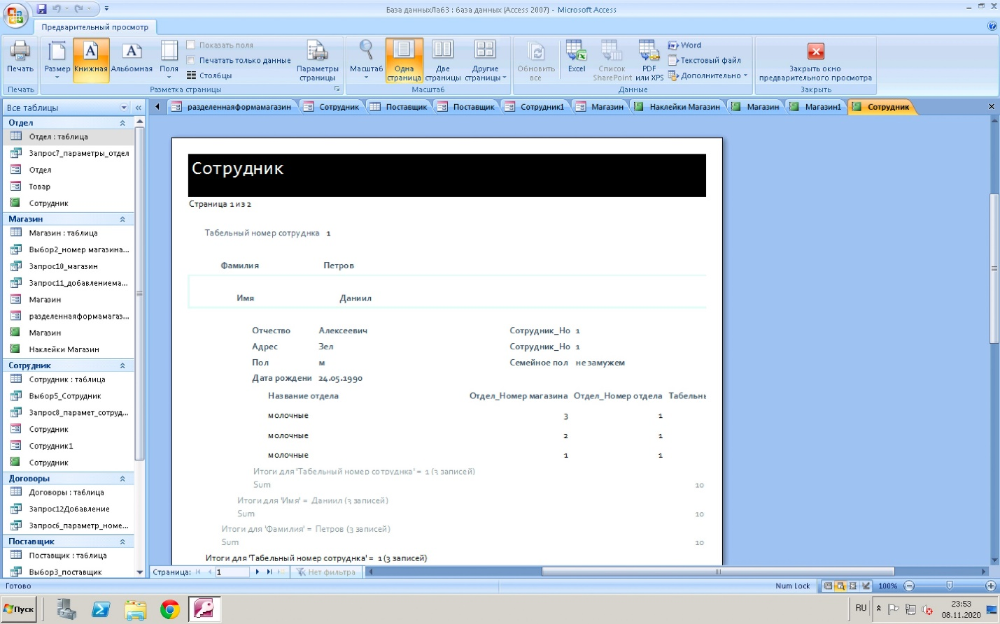 База данныхЛаб3 : база данных (Access 2007) - Microsoft Access
Предварительный просмотр
Печать
Размер
Книжная
Альбомная
Поля
Показать поля
Печатать только данные
Столбцы
Параметры страницы
Масштаб
Одна страница
Две страницы
Другие страницы
Обновить все
Excel
Список SharePoint
PDF или XPS
Word
Текстовый файл
Дополнительно
Закрыть окно предварительного просмотра
Печать
Разметка страницы
Масштаб
Данные
Закрыть
Все таблицы
разделеннаяформамагазин
Сотрудник
Поставщик
Поставщик
Сотрудник1
Магазин
Наклейки Магазин
Магазин
Магазин1
Сотрудник
Отдел
Отдел : таблица
Запрос7_параметры_отдел
Отдел
Товар
Сотрудник
Магазин
Магазин : таблица
Выбор2_номер магазина...
Запрос10_магазин
Запрос11_добавлениема...
Магазин
разделеннаяформамагаз...
Магазин
Наклейки Магазин
Сотрудник
Сотрудник : таблица
Выбор5_Сотрудник
Запрос8_парамет_сотруд...
Сотрудник
Сотрудник1
Сотрудник
Договоры
Договоры : таблица
Запрос12Добавление
Запрос6_параметр_номе...
Поставщик
Поставщик : таблица
Выбор3_поставщик
Сотрудник
Страница 1 из 2
Табельный номер сотруднка 1
Фамилия Петров
Имя Даниил
Отчество Алексеевич Сотрудник_Но 1
Адрес Зел Сотрудник_Но 1
Пол м Семейное пол не замужем
Дата рождени 24.05.1990
Название отдела Отдел_Номер магазина Отдел_Номер отдела Табельны
молочные 3 1
молочные 2 1
молочные 1 1
Итоги для 'Табельный номер сотруднка' = 1 (3 записей)
Sum 10
Итоги для 'Имя' = Даниил (3 записей)
Sum 10
Итоги для 'Фамилия' = Петров (3 записей)
Sum 10
Итоги для 'Табельный номер сотруднка' = 1 (3 записей)
Страница: 1 Нет фильтра
Готово Num Lock 100%
Пуск RU 23:53
08.11.2020